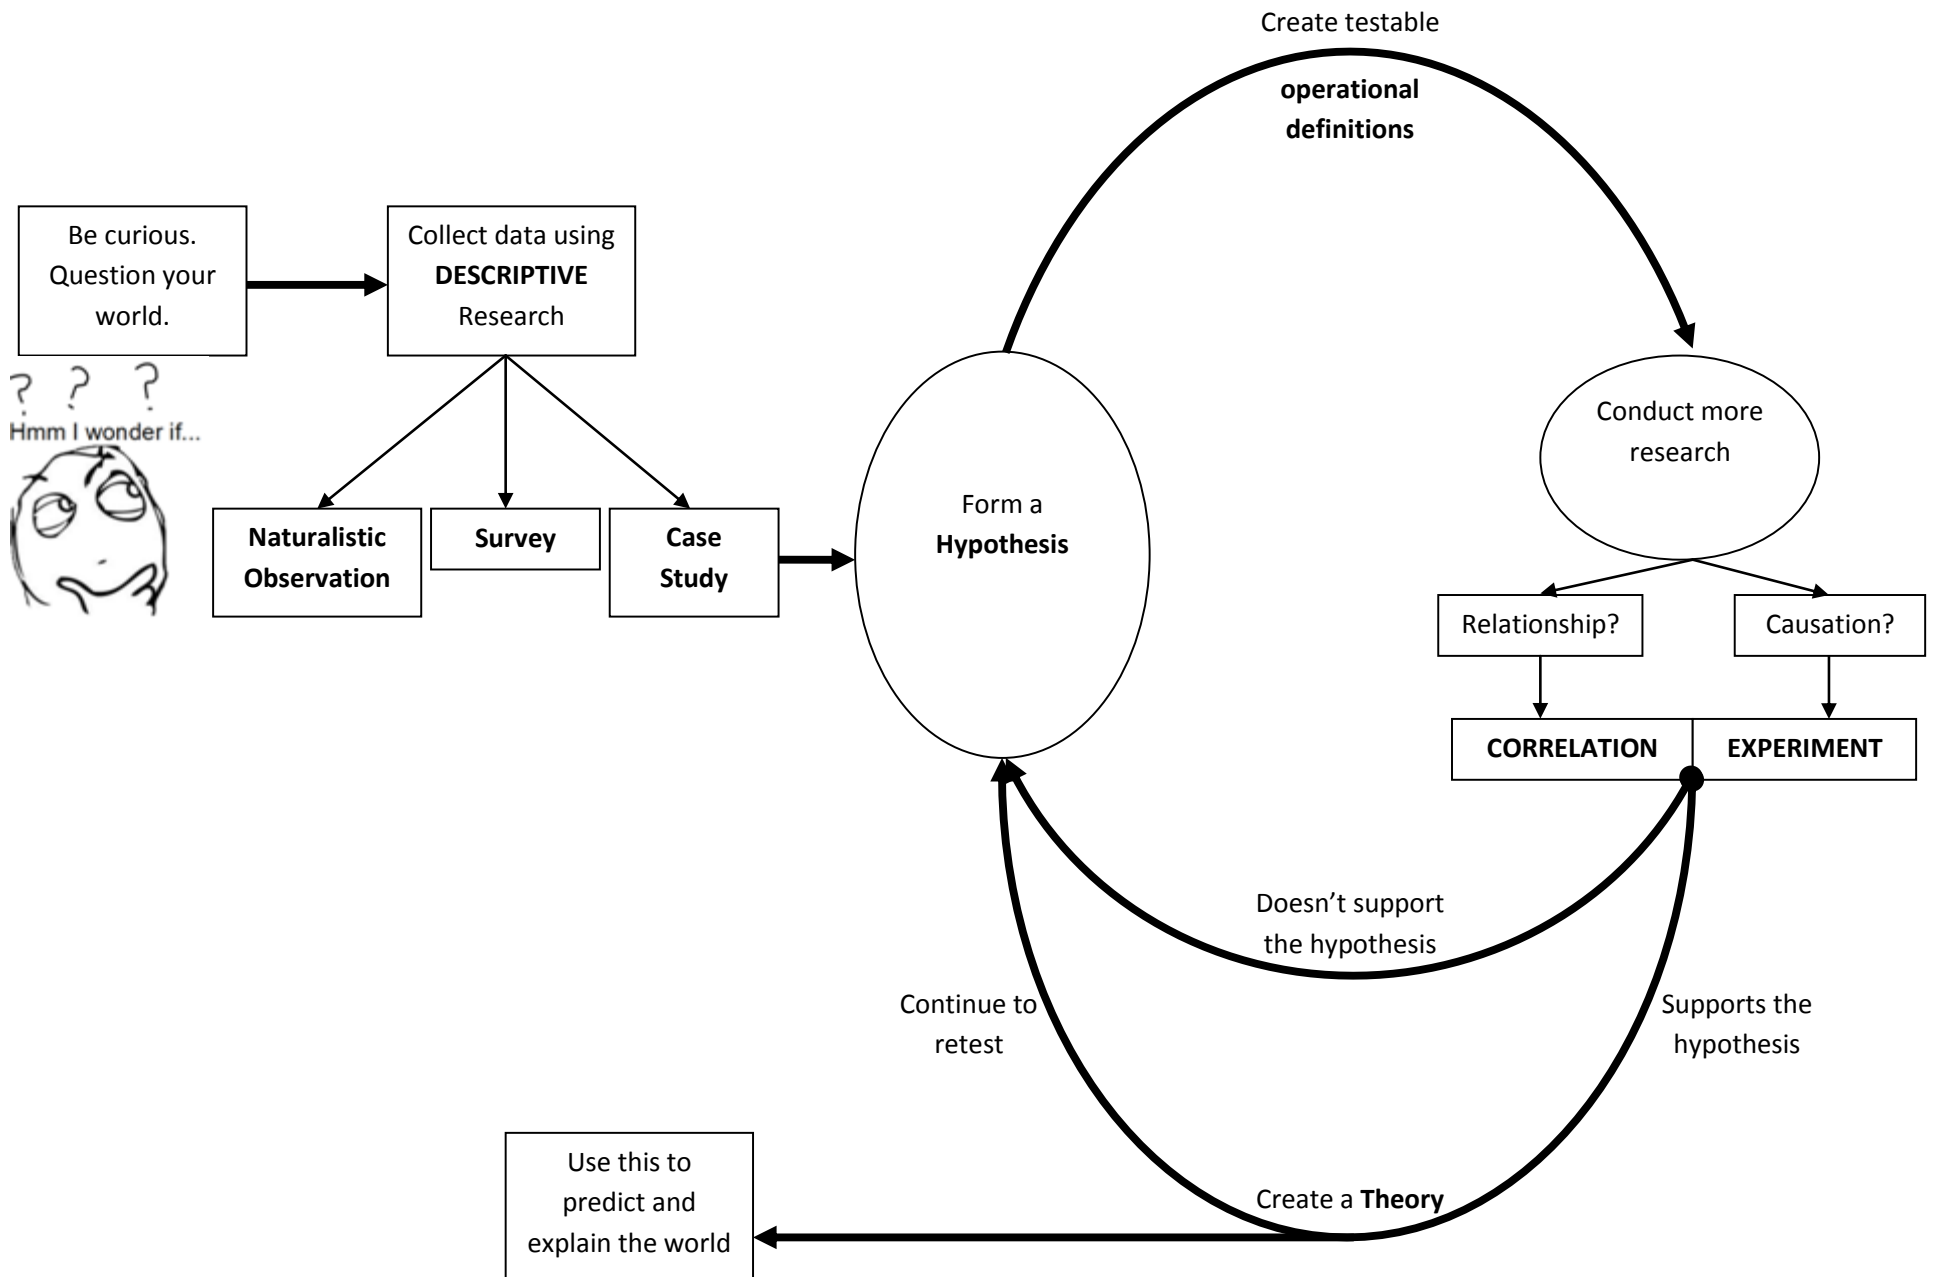 Create testable
operational
definitions
Be curious.
Question your
world.
Collect data using
DESCRIPTIVE
Research
? ? ?
Hmm I wonder if...
Naturalistic
Observation
Survey
Case
Study
Form a
Hypothesis
Conduct more
research
Relationship?
Causation?
CORRELATION
EXPERIMENT
Doesn’t support
the hypothesis
Continue to
retest
Supports the
hypothesis
Create a Theory
Use this to
predict and
explain the world